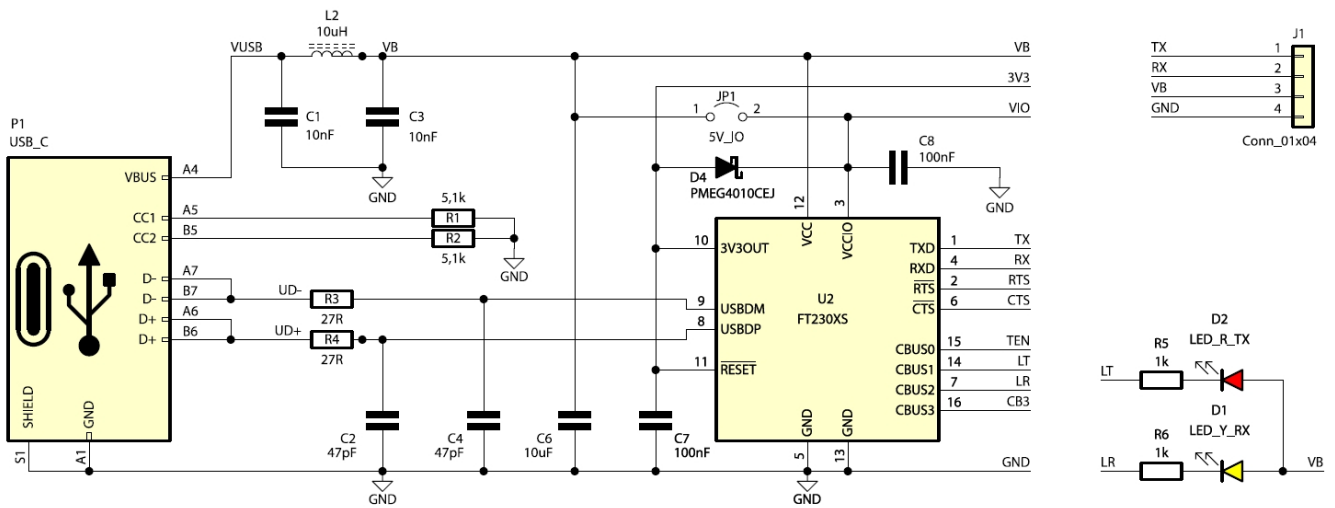 L2
10uH
VUSB
VB
VB
J1
TX
1
RX
2
VB
3
GND
4
Conn_01x04
3V3
JP1
1
2
VIO
5V_IO
C1
10nF
C3
10nF
C8
100nF
P1
USB_C
D4
PMEG4010CEJ
GND
GND
VBUS
A4
5,1k
CC1
A5
R1
CC2
B5
R2
5,1k
GND
12
3
VCC
VCCIO
10
3V3OUT
TXD
1
TX
RXD
4
RX
RTS
2
RTS
CTS
6
CTS
D-
A7
D-
B7
UD-
R3
27R
D+
A6
D+
B6
UD+
R4
27R
9
USBDM
8
USBDP
U2
FT230XS
11
RESET
CBUS0
15
TEN
CBUS1
14
LT
CBUS2
7
LR
CBUS3
16
CB3
D2
LED_R_TX
R5
1k
LT
D1
LED_Y_RX
R6
1k
LR
VB
SHIELD
GND
S1
A1
C2
47pF
C4
47pF
C6
10uF
C7
100nF
GND
GND
5
13
GND
GND
GND